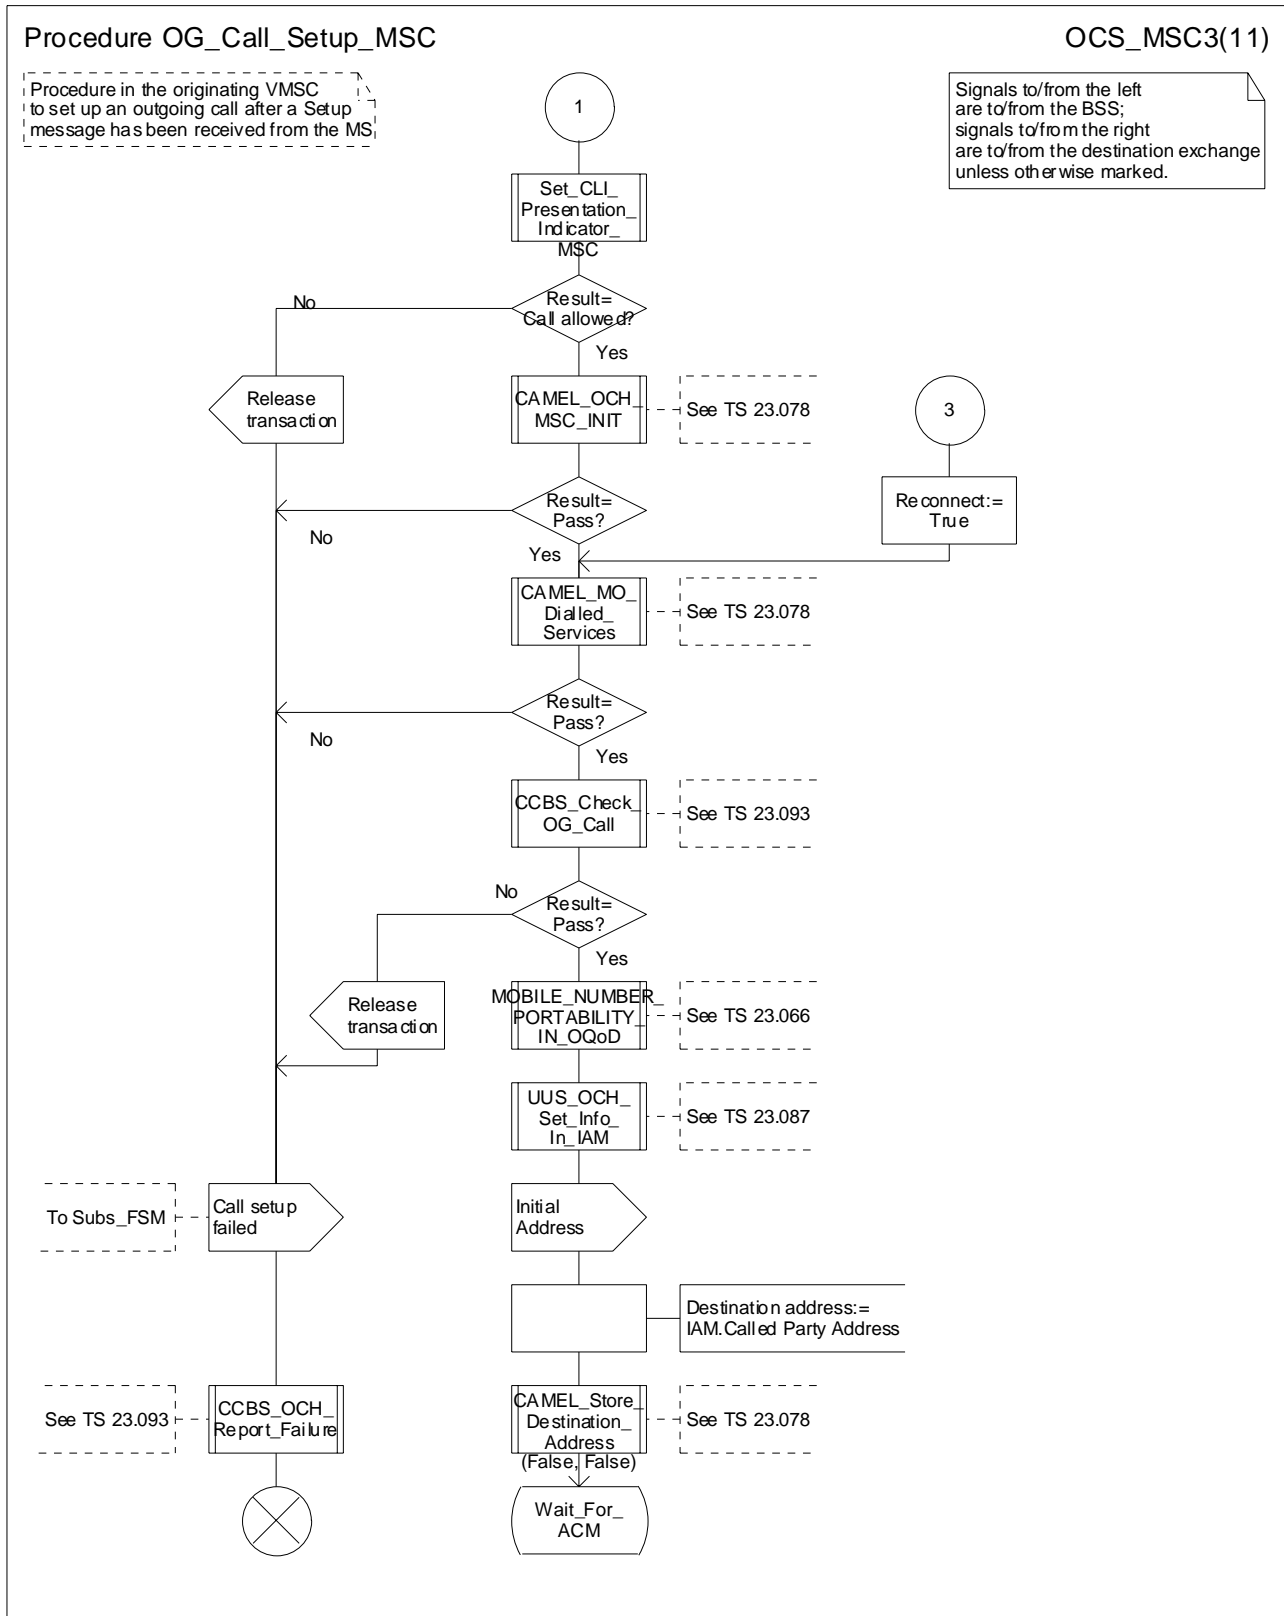 Procedure OG_Call_Setup_MSC
OCS_MSC3(11)
Procedure in the originating VMSC
to set up an outgoing call after a Setup
message has been received from the MS
1
Signals to/from the left
are to/from the BSS;
signals to/from the right
are to/from the destination exchange
unless otherwise marked.
Set_CLI_
Presentation_
Indicator_
MSC
Result=
Call allowed?
No
Yes
Release
transaction
CAMEL_OCH_
MSC_INIT
See TS 23.078
3
Result=
Pass?
No
Yes
Reconnect:=
True
CAMEL_MO_
Dialled_
Services
See TS 23.078
Result=
Pass?
No
Yes
CCBS_Check_
OG_Call
See TS 23.093
No
Result=
Pass?
Yes
Release
transaction
MOBILE_NUMBER_
PORTABILITY_
IN_OQoD
See TS 23.066
UUS_OCH_
Set_Info_
In_IAM
See TS 23.087
To Subs_FSM
Call setup
failed
Initial
Address
Destination address:=
IAM.Called Party Address
See TS 23.093
CCBS_OCH_
Report_Failure
CAMEL_Store_
Destination_
Address
(False, False)
See TS 23.078
Wait_For_
ACM